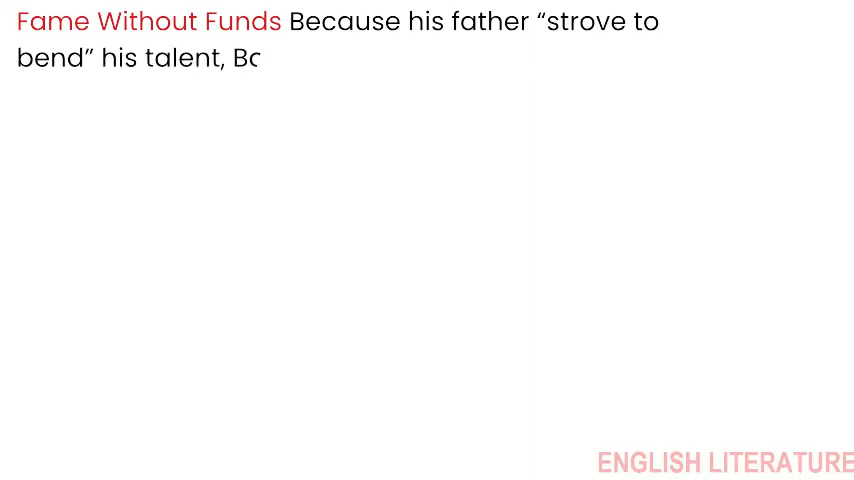 Fame Without Funds Because his father “strove to
bend” his talent,
ENGLISH LITERATURE